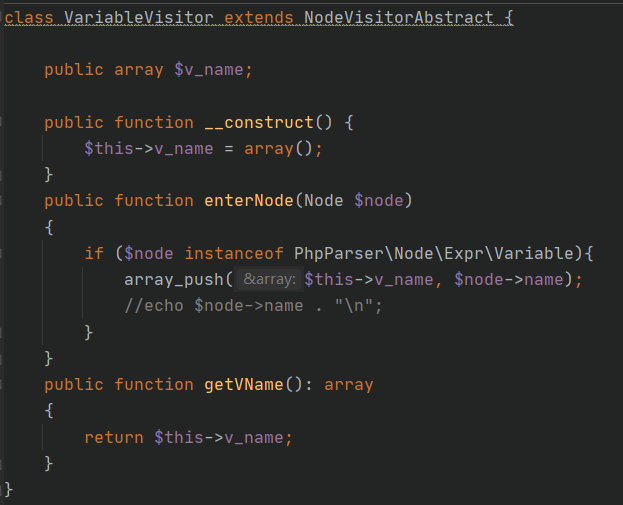 class VariableVisitor extends NodeVisitorAbstract {
public array $v_name;
public function __construct() {
$this->v_name = array();
}
public function enterNode(Node $node)
{
if ($node instanceof PhpParser\Node\Expr\Variable){
array_push( &array: $this->v_name, $node->name);
//echo $node->name . "\n";
}
}
public function getVName(): array
{
return $this->v_name;
}
}